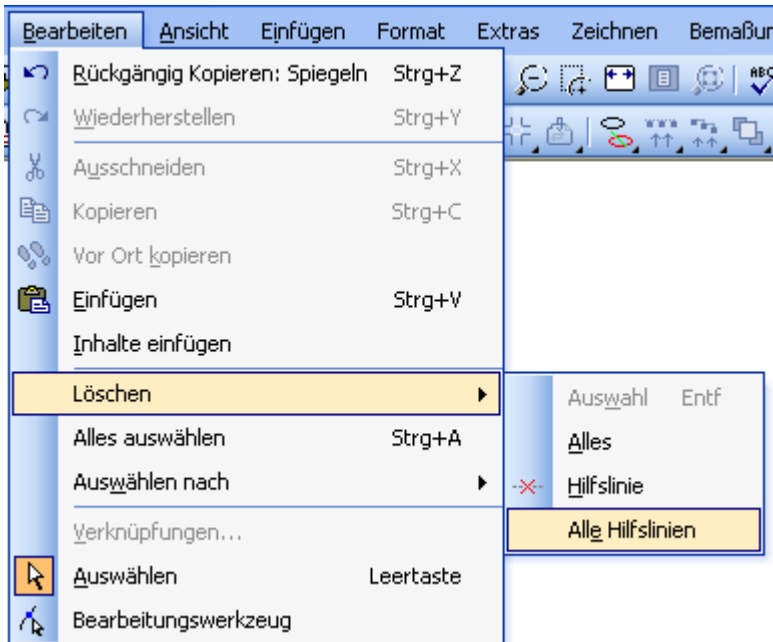 Bearbeiten Ansicht Einfügen Format Extras Zeichnen
Rückgängig Kopieren: Spiegeln Strg+Z
ABC
Wiederherstellen Strg+Y
Ausschneiden Strg+X
Kopieren Strg+C
Vor Ort kopieren
Einfügen Strg+V
Inhalte einfügen
Löschen
Auswahl Entf
Alles auswählen Strg+A
Alles
Auswählen nach
Hilfslinie
Verknüpfungen...
Alle Hilfslinien
Auswählen Leertaste
Bearbeitungswerkzeug